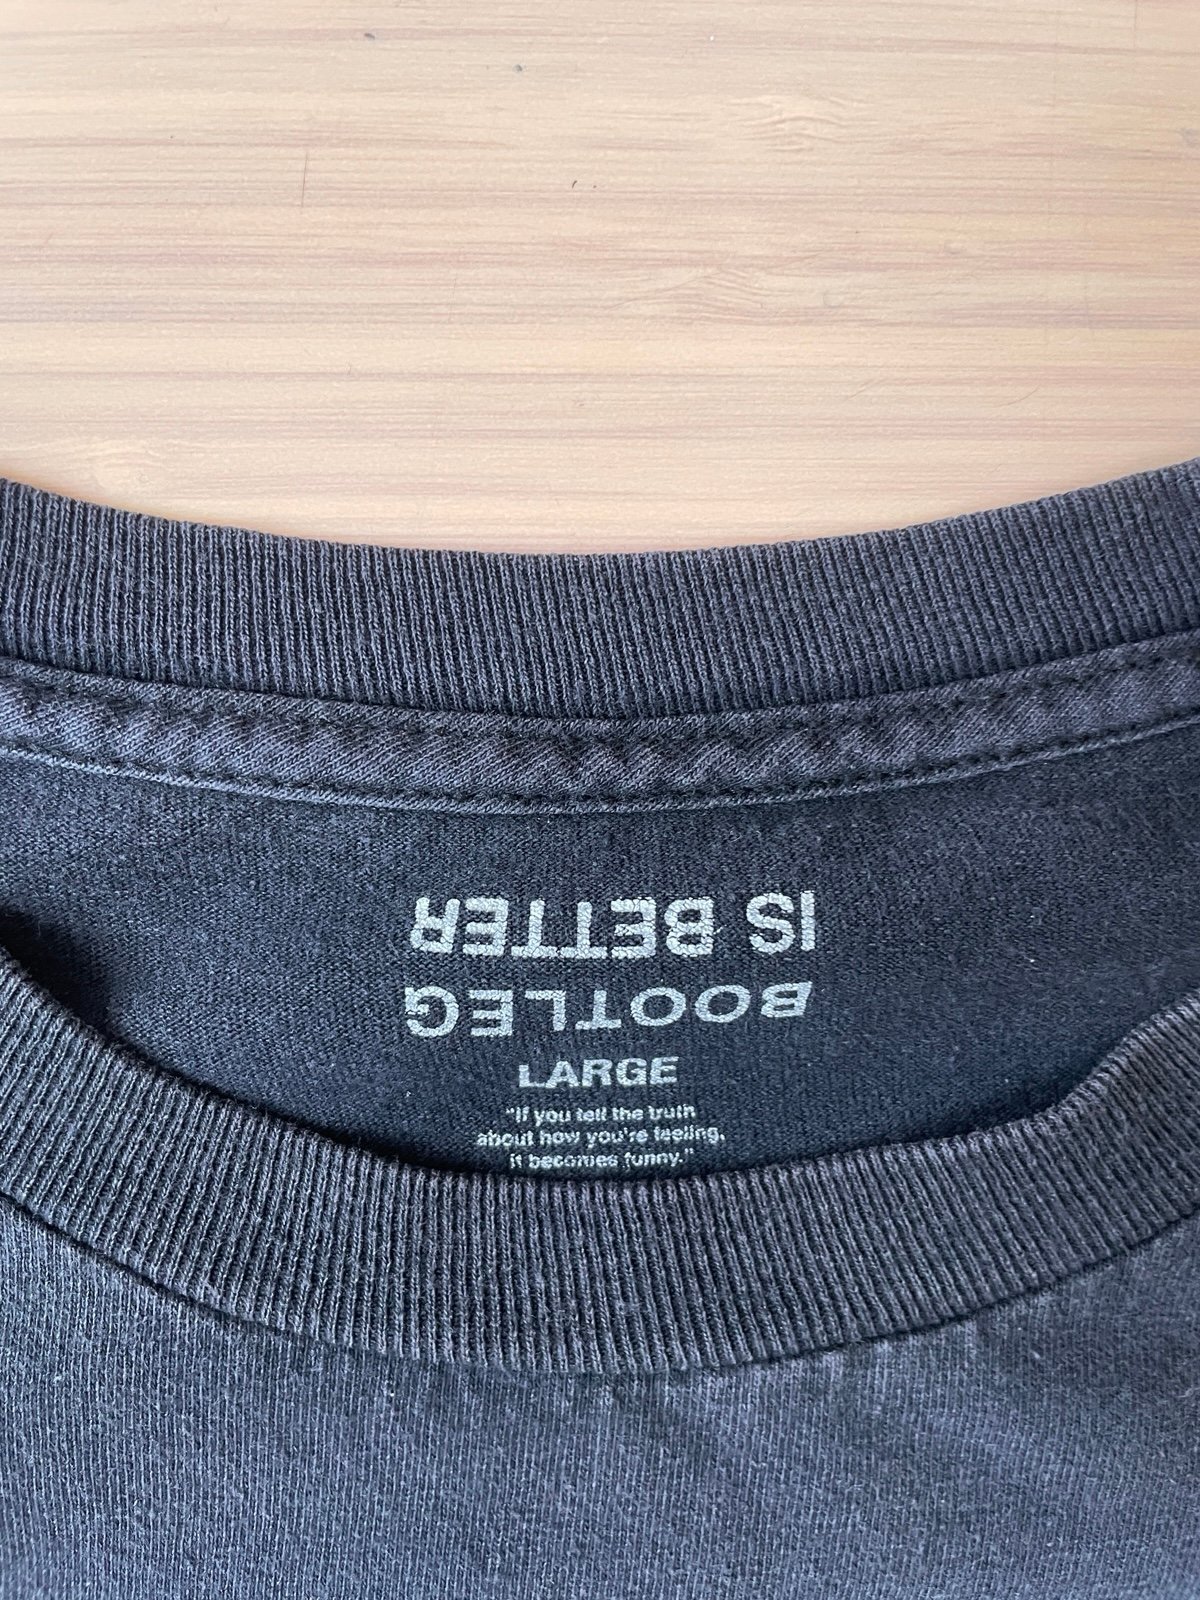 BOOTLEG
IS BETTER
LARGE
"If you tell the truth
about how you're feeling,
it becomes funny."